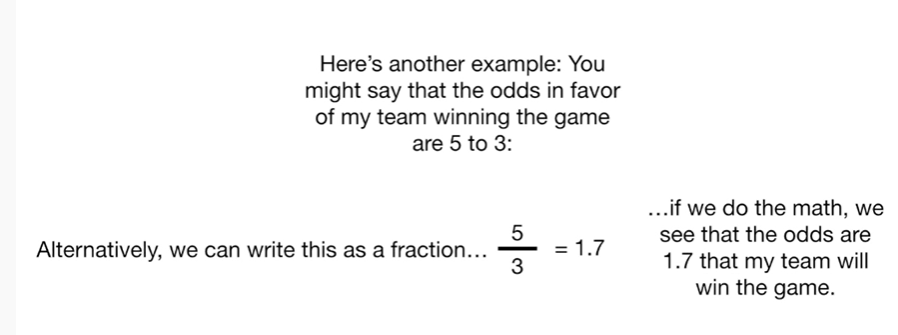 Here's another example: You
might say that the odds in favor
of my team winning the game
are 5 to 3:
…if we do the math, we
see that the odds are
1.7 that my team will
win the game.
Alternatively, we can write this as a fraction… 5/3 = 1.7